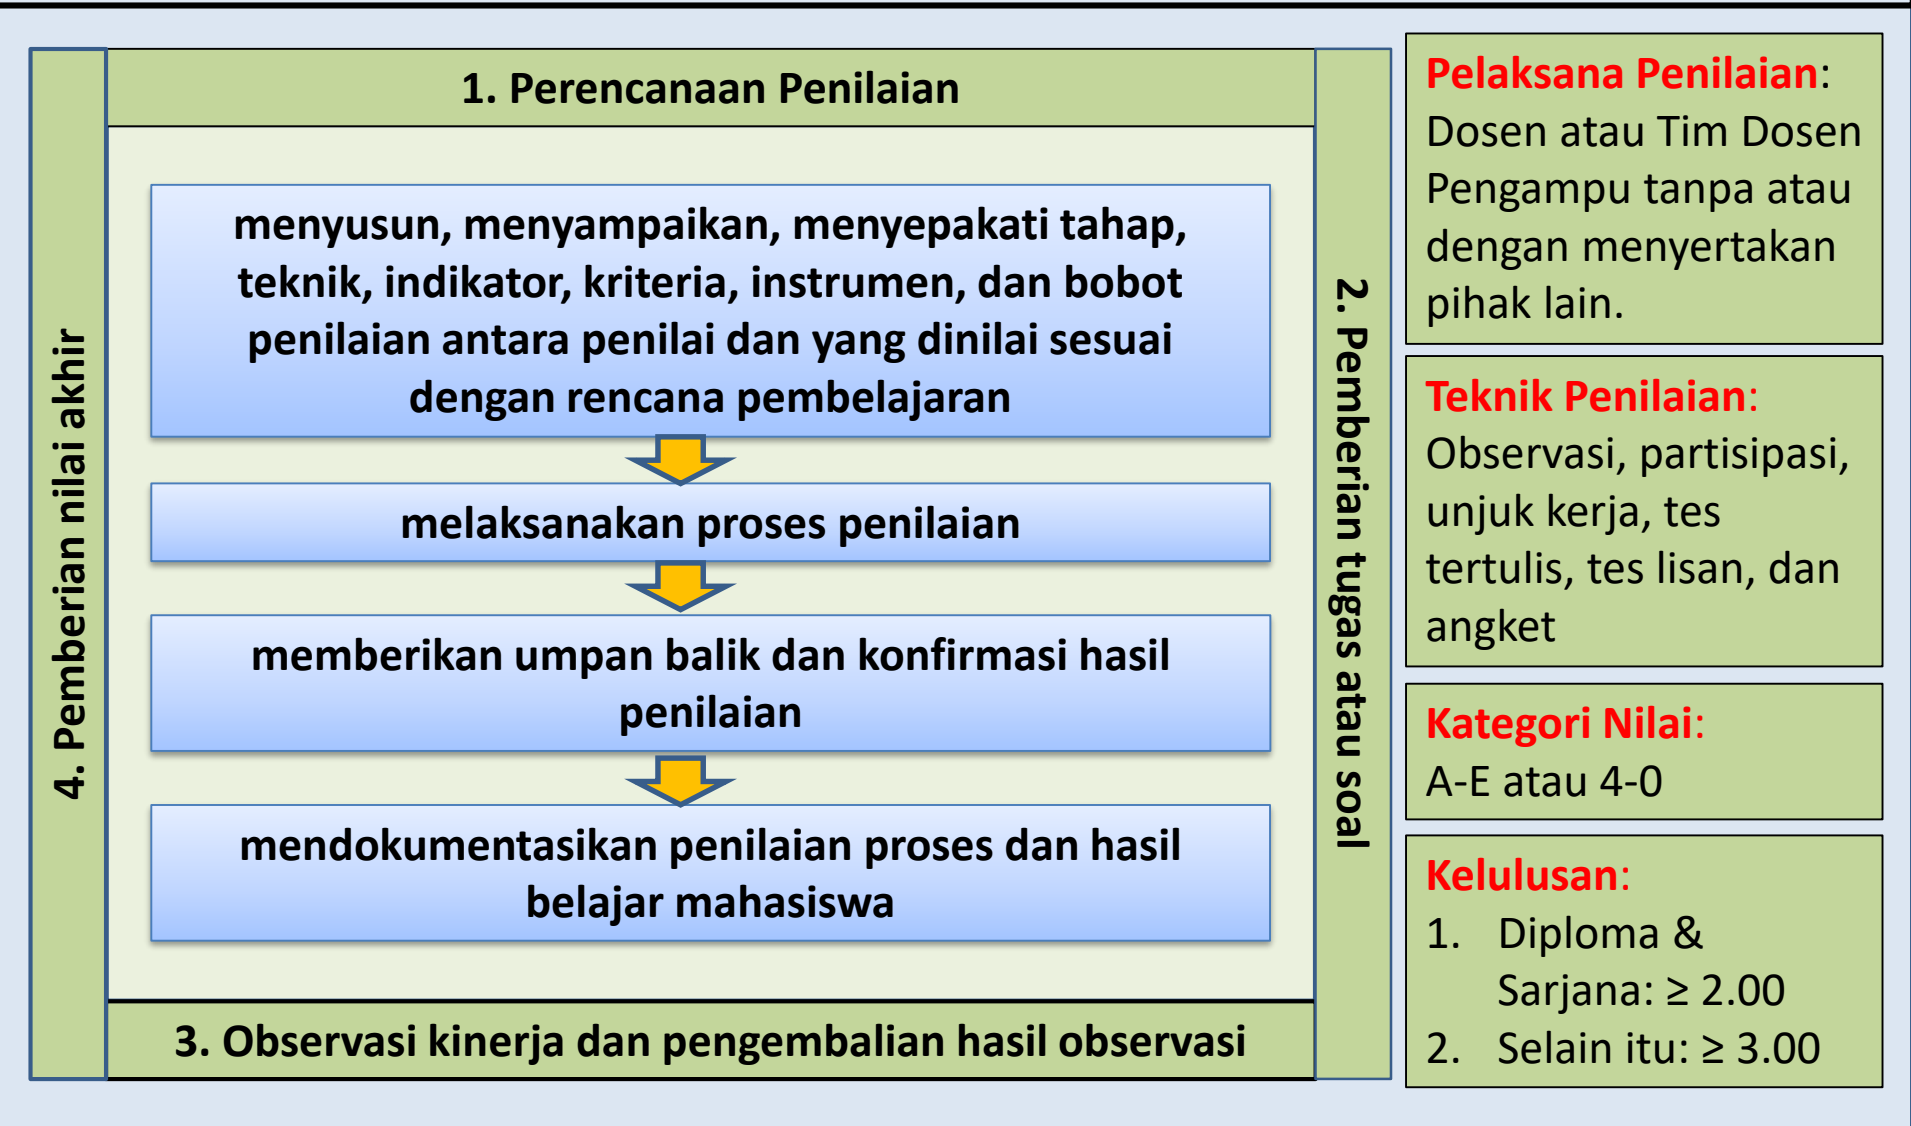 1. Perencanaan Penilaian
menyusun, menyampaikan, menyepakati tahap,
teknik, indikator, kriteria, instrumen, dan bobot
penilaian antara penilai dan yang dinilai sesuai
dengan rencana pembelajaran
melaksanakan proses penilaian
memberikan umpan balik dan konfirmasi hasil
penilaian
mendokumentasikan penilaian proses dan hasil
belajar mahasiswa
2. Pemberian tugas atau soal
3. Observasi kinerja dan pengembalian hasil observasi
4. Pemberian nilai akhir
Pelaksana Penilaian:
Dosen atau Tim Dosen
Pengampu tanpa atau
dengan menyertakan
pihak lain.
Teknik Penilaian:
Observasi, partisipasi,
unjuk kerja, tes
tertulis, tes lisan, dan
angket
Kategori Nilai:
A-E atau 4-0
Kelulusan:
1. Diploma &
Sarjana: ≥ 2.00
2. Selain itu: ≥ 3.00